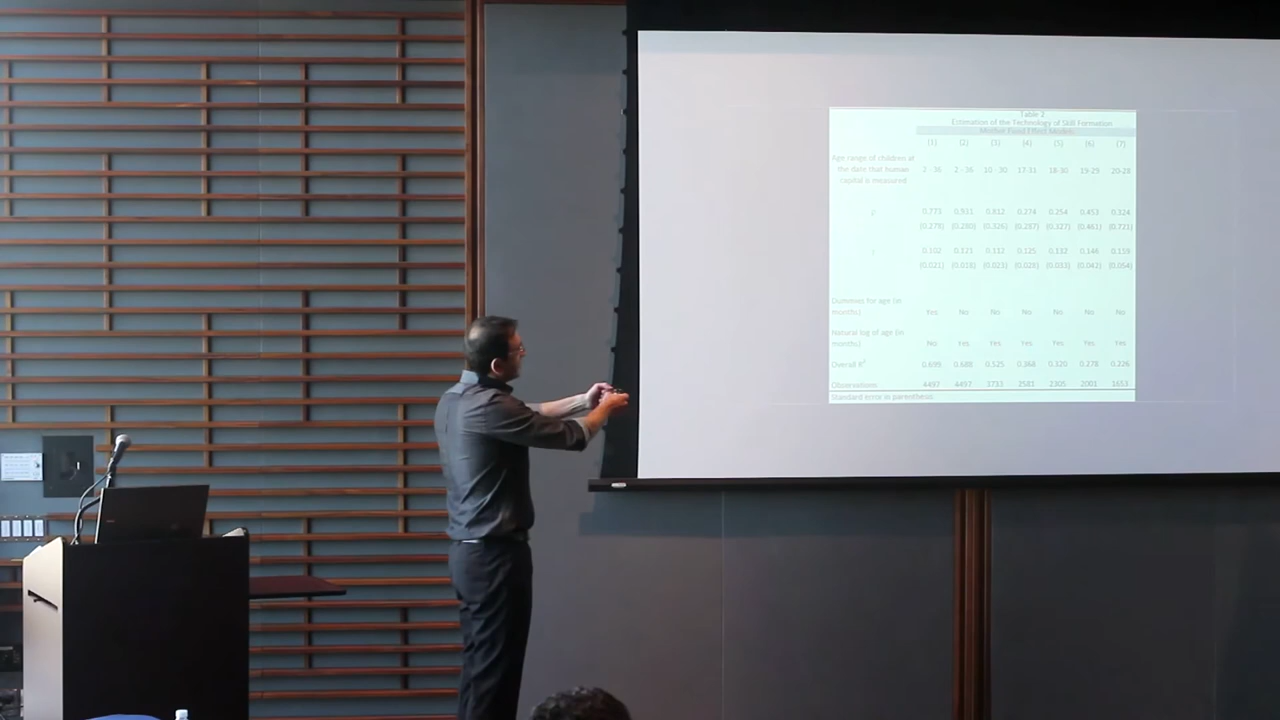 Table 2
Estimation of the Technology of Skill Formation
Mother Fixed Effect Models
(1) (2) (3) (4) (5) (6) (7)
Age range of children at
the date that human
capital is measured
2 - 36 2 - 36 10 - 30 17-31 18-30 19-29 20-28
0.773 0.931 0.812 0.274 0.254 0.453 0.324
(0.278) (0.280) (0.326) (0.287) (0.327) (0.461) (0.721)
0.102 0.121 0.112 0.125 0.132 0.146 0.159
(0.021) (0.018) (0.023) (0.028) (0.033) (0.042) (0.054)
Dummies for age (in
months) Yes No No No No No No
Natural log of age (in
months) No Yes Yes Yes Yes Yes Yes
Overall R² 0.699 0.688 0.525 0.368 0.320 0.278 0.226
Observations 4497 4497 3733 2581 2305 2001 1653
Standard error in parenthesis